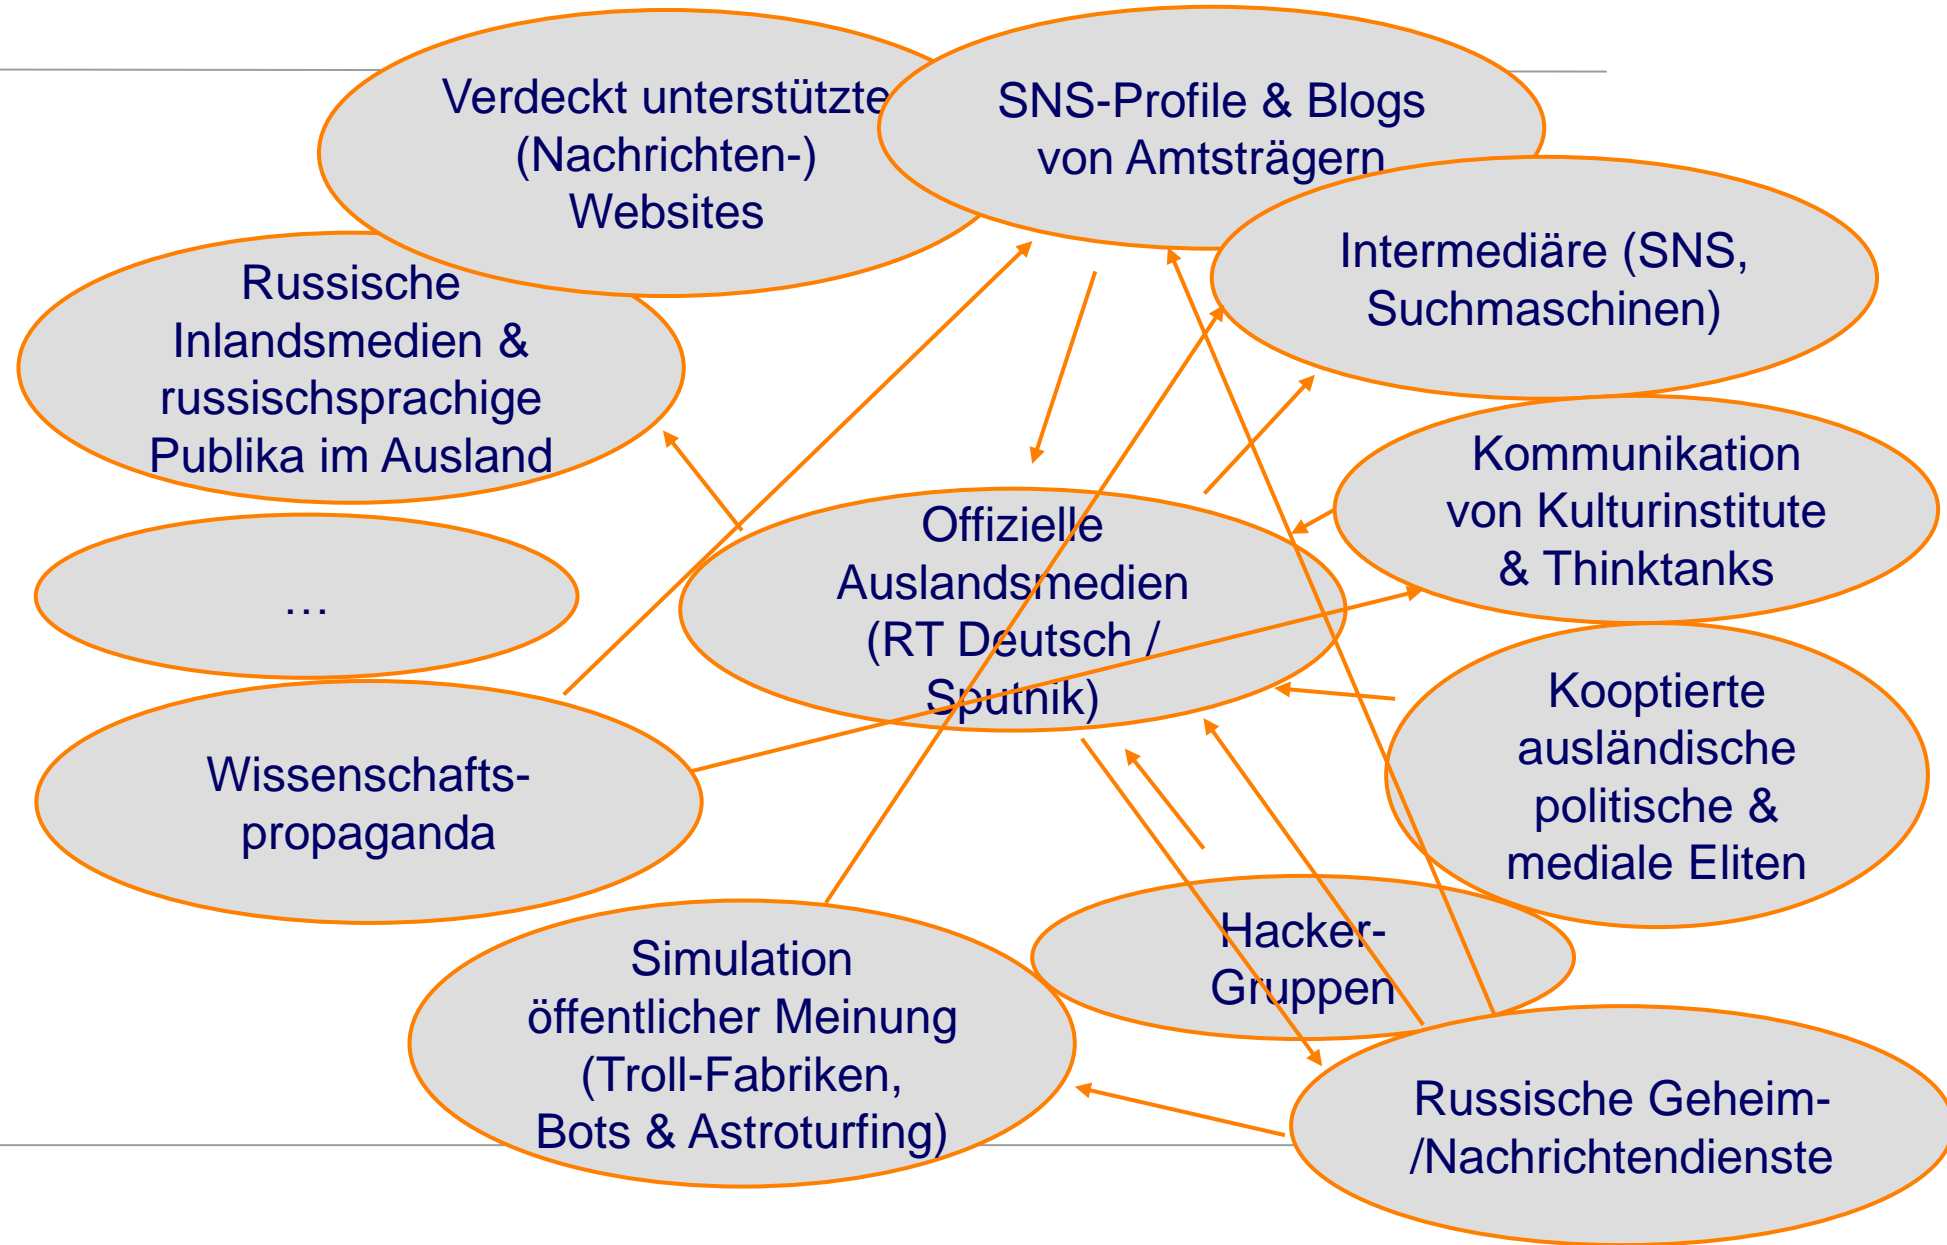 Verdeckt unterstützte
(Nachrichten-)
Websites
SNS-Profile & Blogs
von Amtsträgern
Intermediäre (SNS,
Suchmaschinen)
Russische
Inlandsmedien &
russischsprachige
Publika im Ausland
Kommunikation
von Kulturinstitute
& Thinktanks
Offizielle
Auslandsmedien
(RT Deutsch /
Sputnik)
…
Kooptierte
ausländische
politische &
mediale Eliten
Wissenschafts-
propaganda
Hacker-
Gruppen
Simulation
öffentlicher Meinung
(Troll-Fabriken,
Bots & Astroturfing)
Russische Geheim-
/Nachrichtendienste